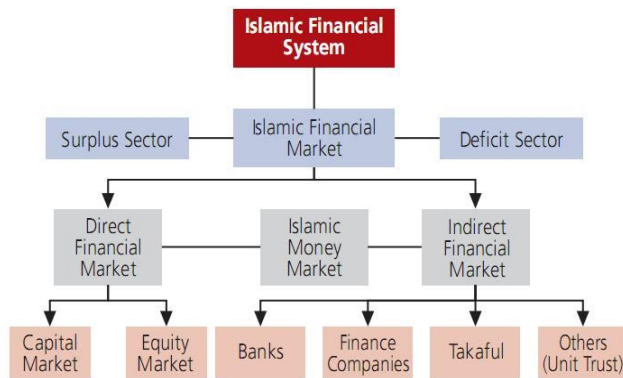 Islamic Financial
System
Surplus Sector
Islamic Financial
Market
Deficit Sector
Direct
Financial
Market
Islamic
Money
Market
Indirect
Financial
Market
Capital
Market
Equity
Market
Banks
Finance
Companies
Takaful
Others
(Unit Trust)